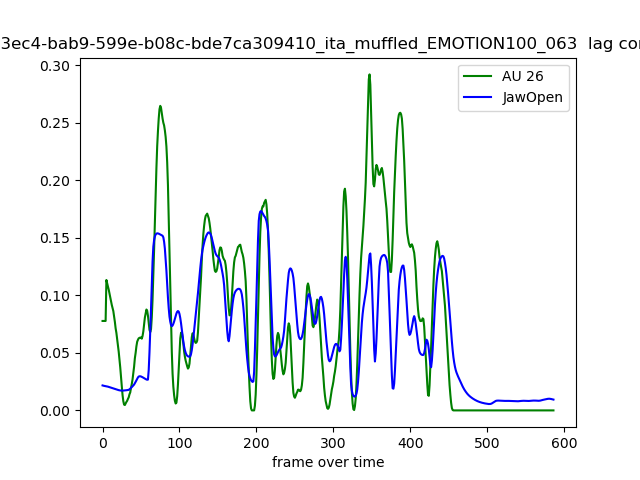 3ec4-bab9-599e-b08c-bde7ca309410_ita_muffled_EMOTION100_063 lag
0.30
AU 26
JawOpen
0.25
0.20
0.15
0.10
0.05
0.00
0 100 200 300 400 500 600
frame over time